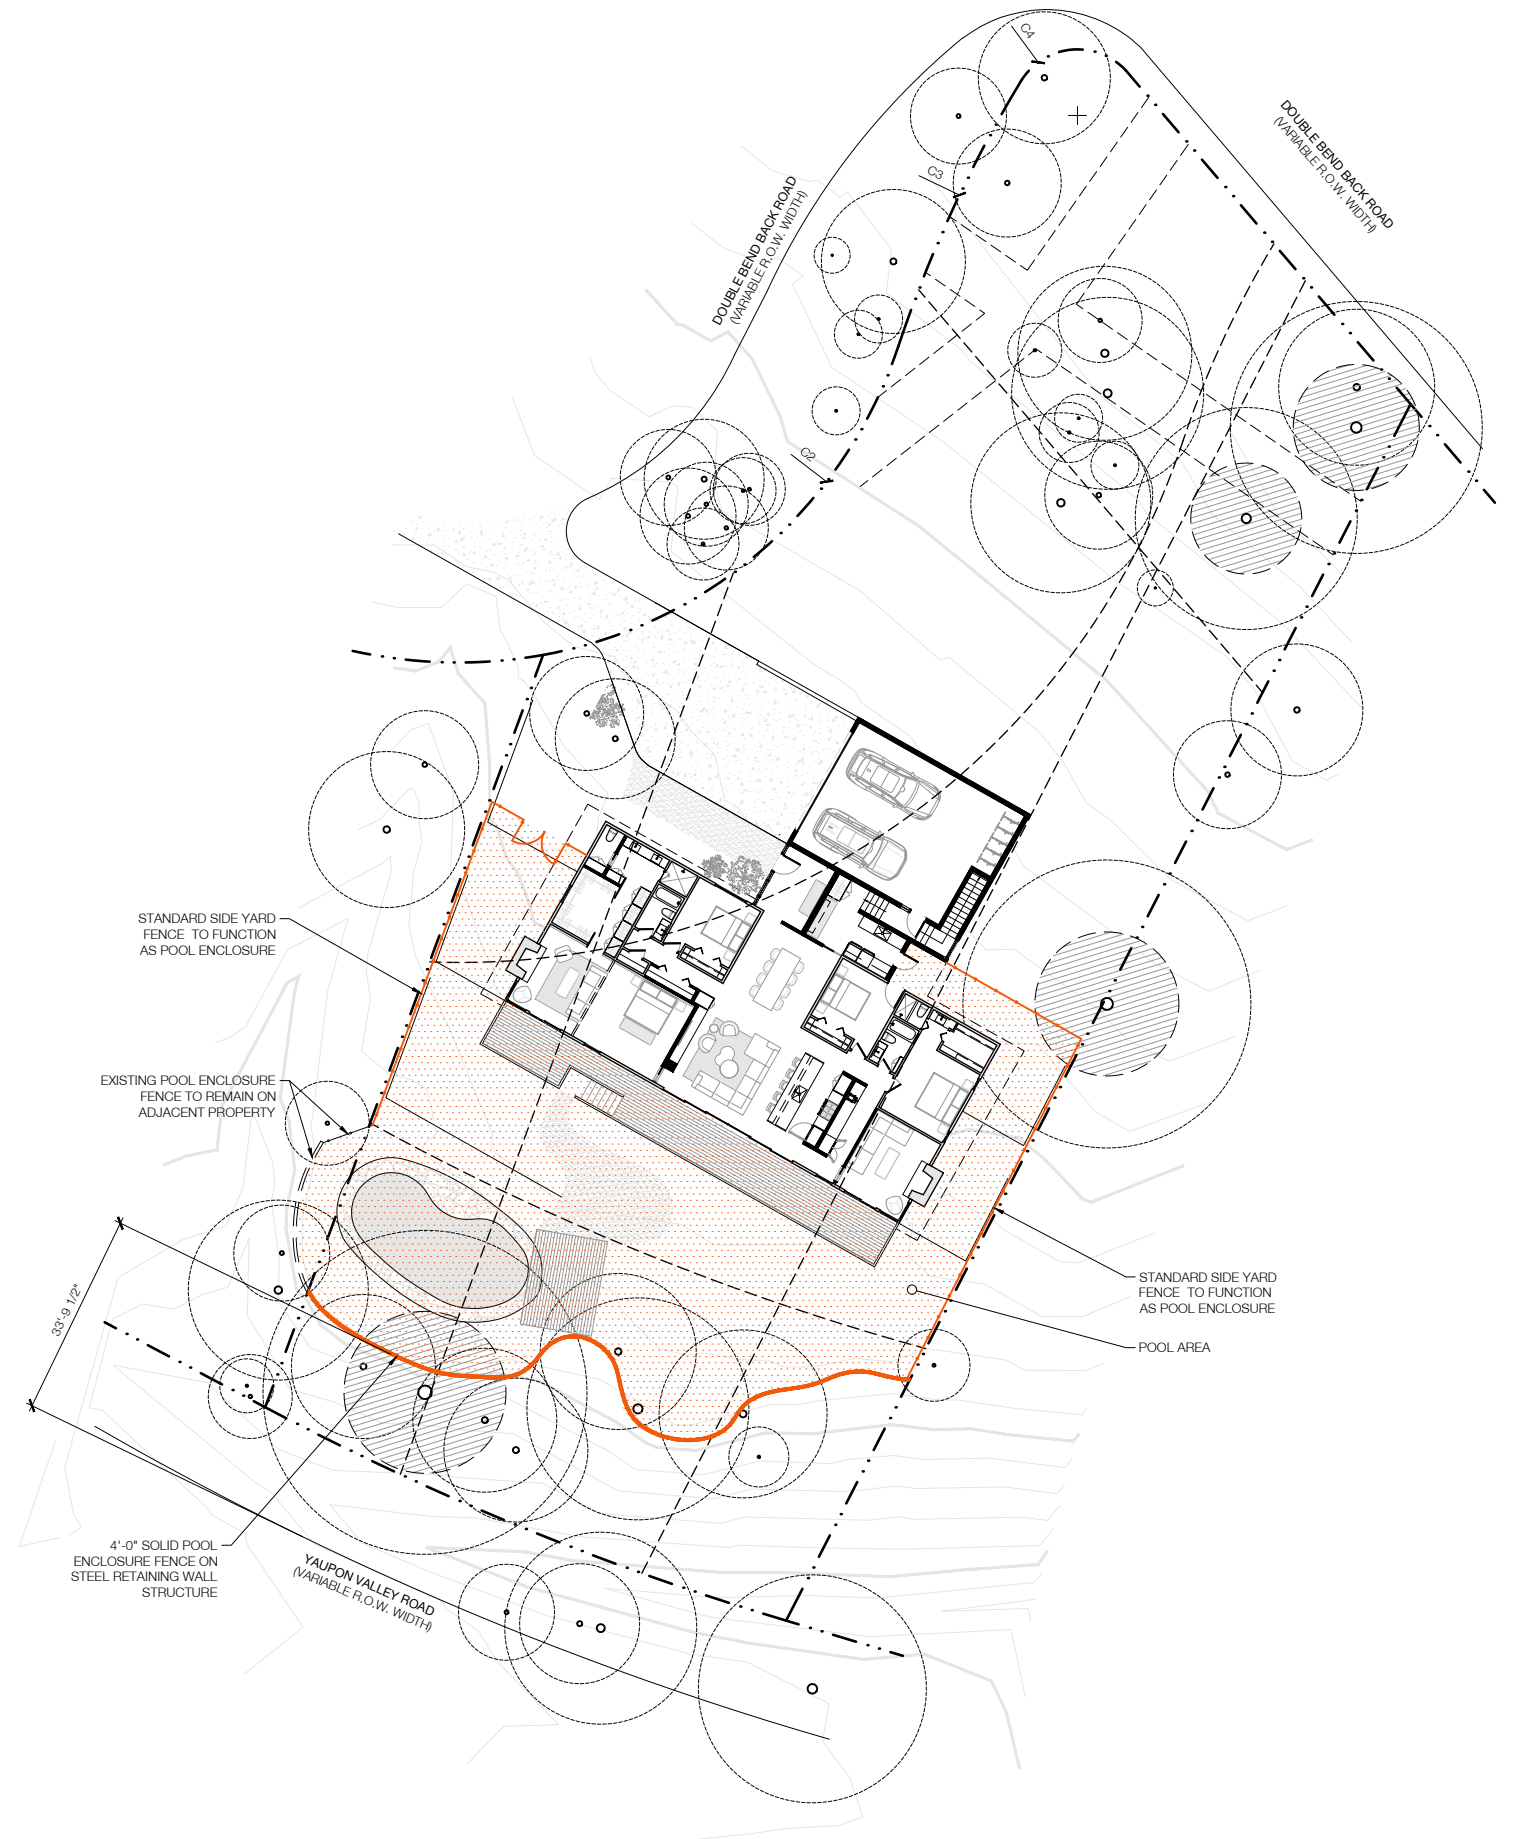 C4
DOUBLE BEND BACK ROAD
(VARIABLE R.O.W. WIDTH)
C3
DOUBLE BEND BACK ROAD
(VARIABLE R.O.W. WIDTH)
C2
STANDARD SIDE YARD
FENCE TO FUNCTION
AS POOL ENCLOSURE
EXISTING POOL ENCLOSURE
FENCE TO REMAIN ON
ADJACENT PROPERTY
33'-9 1/2"
STANDARD SIDE YARD
FENCE TO FUNCTION
AS POOL ENCLOSURE
POOL AREA
4'-0" SOLID POOL
ENCLOSURE FENCE ON
STEEL RETAINING WALL
STRUCTURE
YAUPON VALLEY ROAD
(VARIABLE R.O.W. WIDTH)